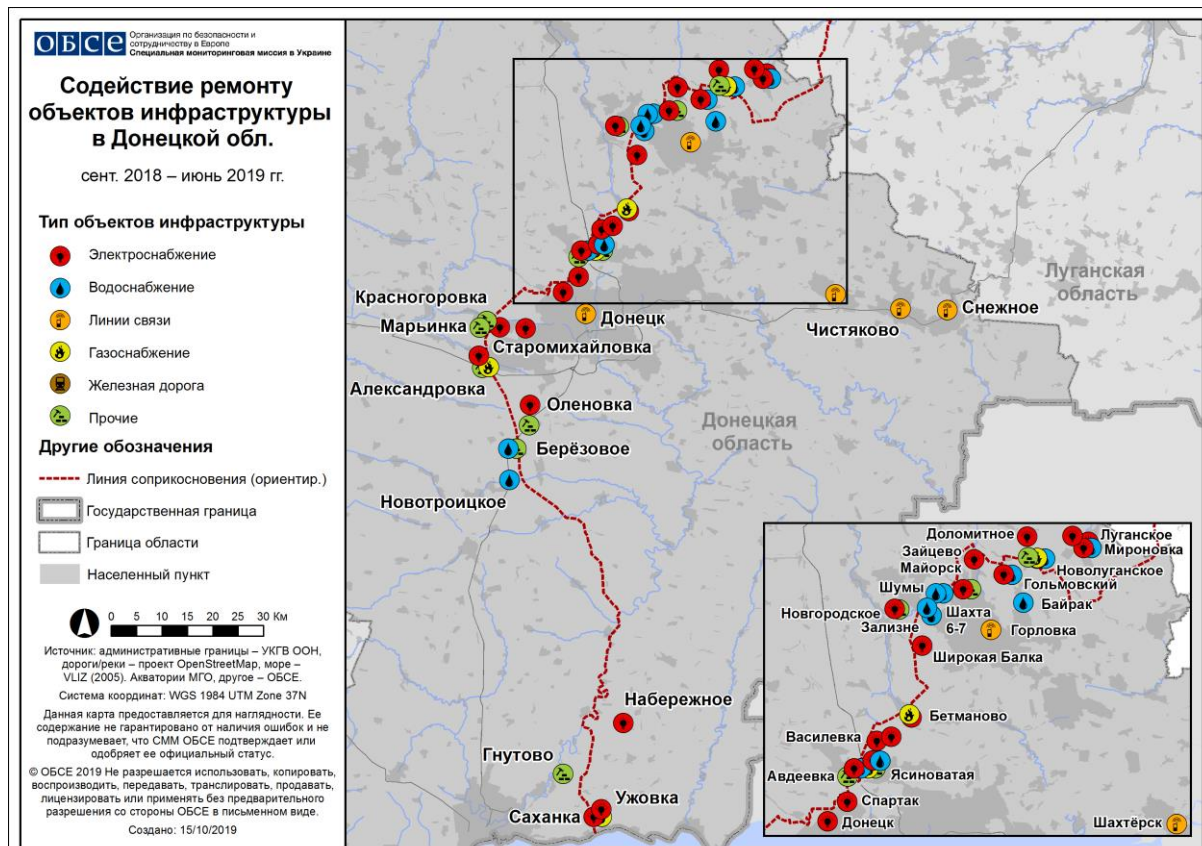 ОБСЕ
Организация по безопасности и
сотрудничеству в Европе
Специальная мониторинговая миссия в Украине
Содействие ремонту
объектов инфраструктуры
в Донецкой обл.
сент. 2018 – июнь 2019 гг.
Тип объектов инфраструктуры
Электроснабжение
Водоснабжение
Линии связи
Газоснабжение
Железная дорога
Прочие
Другие обозначения
Линия соприкосновения (ориентир.)
Государственная граница
Граница области
Населенный пункт
0 5 10 15 20 25 30 Км
Источник: административные границы – УКГВ ООН,
дороги/реки – проект OpenStreetMap, море –
VLIZ (2005). Акватории МГО, другое – ОБСЕ.
Система координат: WGS 1984 UTM Zone 37N
Данная карта предоставляется для наглядности. Ее
содержание не гарантировано от наличия ошибок и не
подразумевает, что СММ ОБСЕ подтверждает или
одобряет ее официальный статус.
© ОБСЕ 2019 Не разрешается использовать, копировать,
воспроизводить, передавать, транслировать, продавать,
лицензировать или применять без предварительного
разрешения со стороны ОБСЕ в письменном виде.
Создано: 15/10/2019
Луганская
область
Красногоровка
Донецк
Снежное
Чистяково
Марьинка
Старомихайловка
Александровка
Оленовка
Донецкая
область
Берёзовое
Новотроицкое
Набережное
Гнутово
Ужовка
Саханка
Доломитное
Луганское
Мироновка
Зайцево
Майорск
Новолуганское
Гольмовский
Шумы
Байрак
Новгородское
Шахта
6-7
Зализне
Горловка
Широкая Балка
Бетманово
Василевка
Авдеевка
Ясиноватая
Спартак
Донецк
Шахтёрск